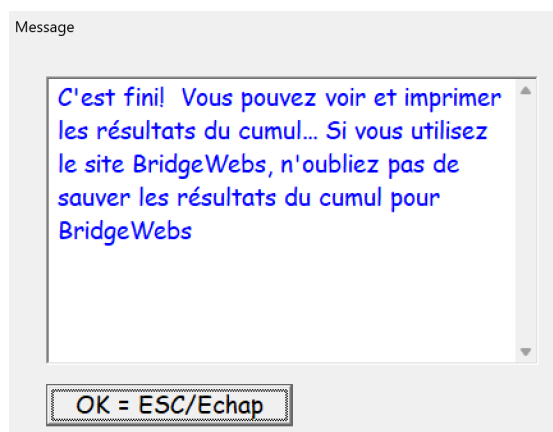 Message
C'est fini!  Vous pouvez voir et imprimer
les résultats du cumul... Si vous utilisez
le site BridgeWebs, n'oubliez pas de
sauver les résultats du cumul pour
BridgeWebs
OK = ESC/Echap